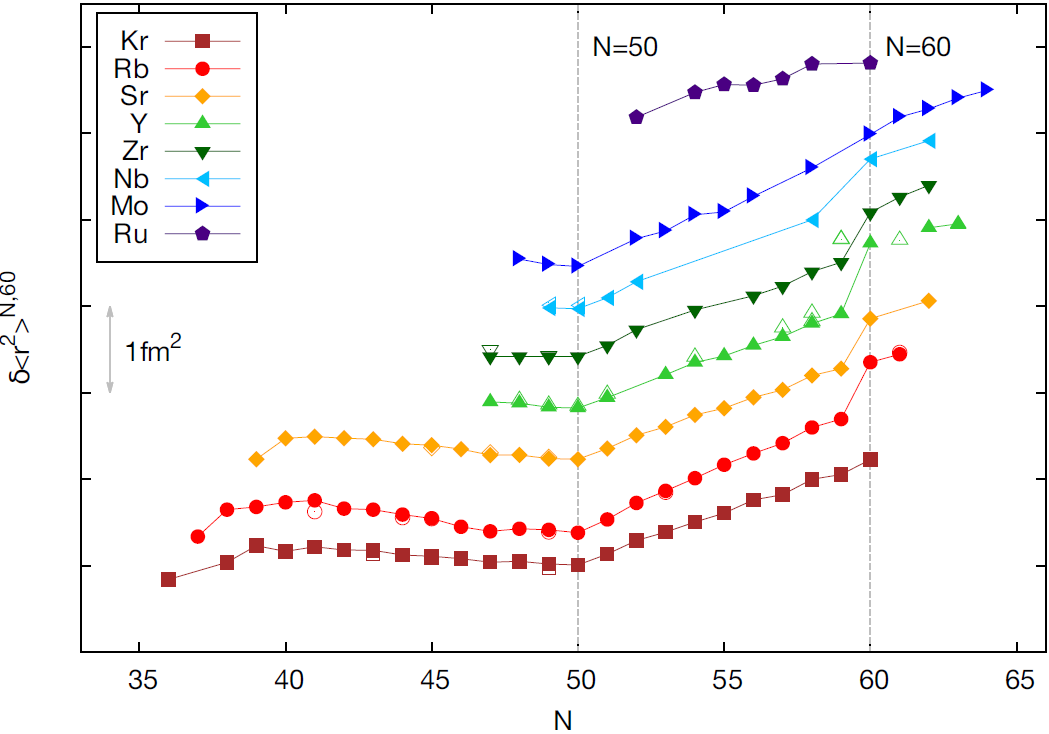 Kr
Rb
Sr
Y
Zr
Nb
Mo
Ru
N=50
N=60
δ<r²>ᴺ,⁶⁰
1fm²
35 40 45 50 55 60 65
N